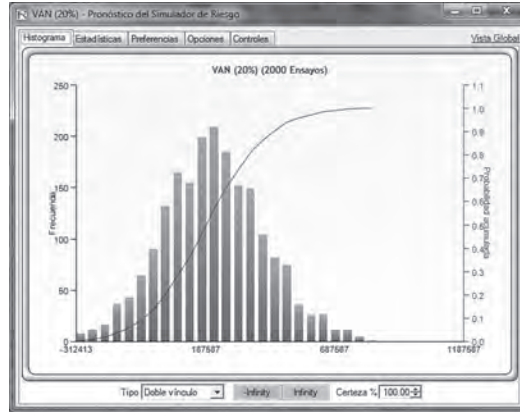 VAN (20%) - Pronóstico del Simulador de Riesgo
Histograma Estadísticas Preferencias Opciones Controles Vista Global
VAN (20%) (2000 Ensayos)
Frecuencia
250
200
150
100
50
0
Probabilidad acumulada
1.1
1.0
0.9
0.8
0.7
0.6
0.5
0.4
0.3
0.2
0.1
0.0
-312413 187587 687587 1187587
Tipo Doble vínculo -Infinity Infinity Certeza % 100.00